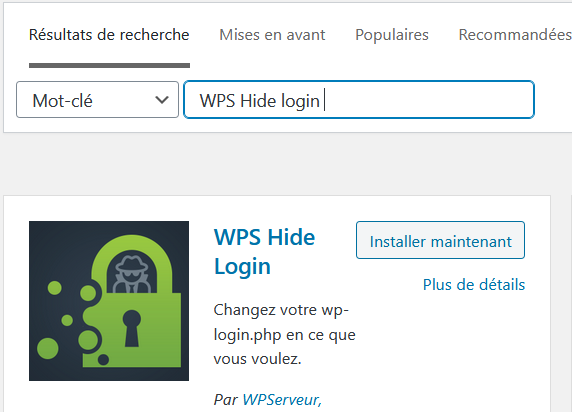 Résultats de recherche Mises en avant Populaires Recommandées
Mot-clé WPS Hide login
WPS Hide Login
Installer maintenant
Plus de détails
Changez votre wp-
login.php en ce que
vous voulez.
Par WPServeur,